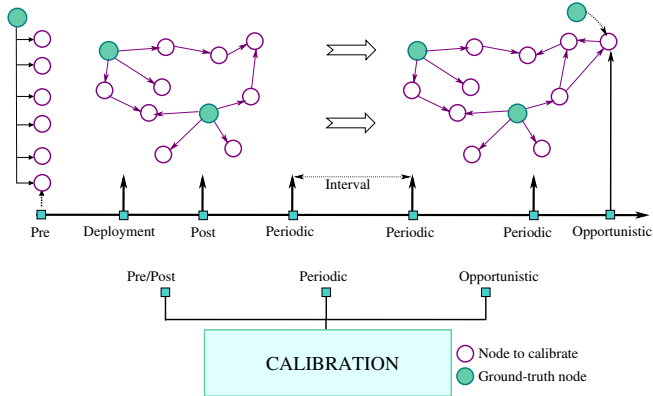 Interval
Pre
Deployment
Post
Periodic
Periodic
Periodic
Opportunistic
Pre/Post
Periodic
Opportunistic
CALIBRATION
Node to calibrate
Ground-truth node